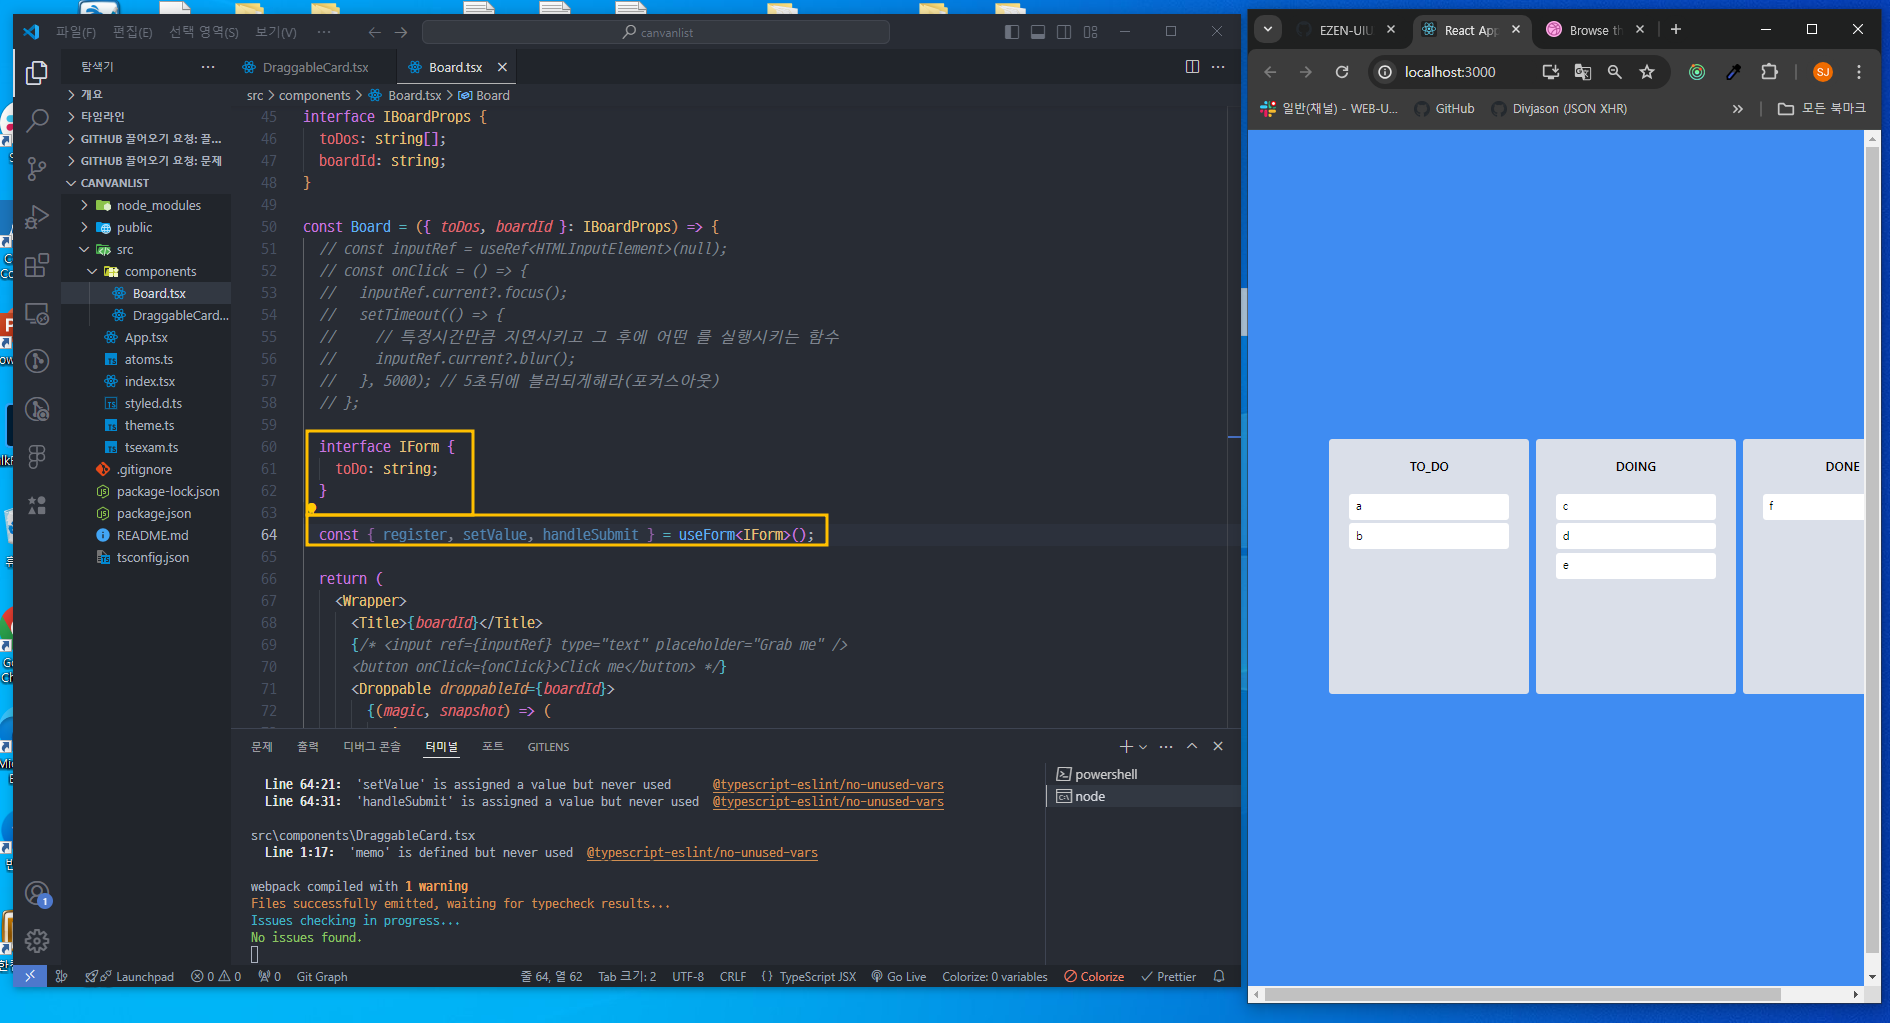 파일(F) 편집(E) 선택 영역(S) 보기(V) ··· canvanlist
탐색기
개요
타임라인
GITHUB 끌어오기 요청: 끌...
GITHUB 끌어오기 요청: 문제
CANVANLIST
node_modules
public
src
components
Board.tsx
DraggableCard...
App.tsx
atoms.ts
index.tsx
styled.d.ts
theme.ts
tsexam.ts
.gitignore
package-lock.json
package.json
README.md
tsconfig.json
DraggableCard.tsx Board.tsx
src > components > Board.tsx > Board
45 interface IBoardProps {
46 toDos: string[];
47 boardId: string;
48 }
49
50 const Board = ({ toDos, boardId }: IBoardProps) => {
51 // const inputRef = useRef<HTMLInputElement>(null);
52 // const onClick = () => {
53 //   inputRef.current?.focus();
54 //   setTimeout(() => {
55 //     // 특정시간만큼 지연시키고 그 후에 어떤 를 실행시키는 함수
56 //     inputRef.current?.blur();
57 //   }, 5000); // 5초뒤에 블러되게해라(포커스아웃)
58 // };
59
60 interface IForm {
61 toDo: string;
62 }
63
64 const { register, setValue, handleSubmit } = useForm<IForm>();
65
66 return (
67 <Wrapper>
68 <Title>{boardId}</Title>
69 {/* <input ref={inputRef} type="text" placeholder="Grab me" />
70 <button onClick={onClick}>Click me</button> */}
71 <Droppable droppableId={boardId}>
72 {(magic, snapshot) => (
문제 출력 디버그 콘솔 터미널 포트 GITLENS
Line 64:21:  'setValue' is assigned a value but never used  @typescript-eslint/no-unused-vars
Line 64:31:  'handleSubmit' is assigned a value but never used  @typescript-eslint/no-unused-vars
src\components\DraggableCard.tsx
Line 1:17:  'memo' is defined but never used  @typescript-eslint/no-unused-vars
webpack compiled with 1 warning
Files successfully emitted, waiting for typecheck results...
Issues checking in progress...
No issues found.
powershell
node
Launchpad 0 0 0 Git Graph 줄 64, 열 62 Tab 크기: 2 UTF-8 CRLF {} TypeScript JSX Go Live Colorize: 0 variables Colorize Prettier
EZEN-UIU React App Browse th
localhost:3000
SJ
일반(채널) - WEB-U... GitHub Divjason (JSON XHR) » 모든 북마크
TO_DO
a
b
DOING
c
d
e
DONE
f